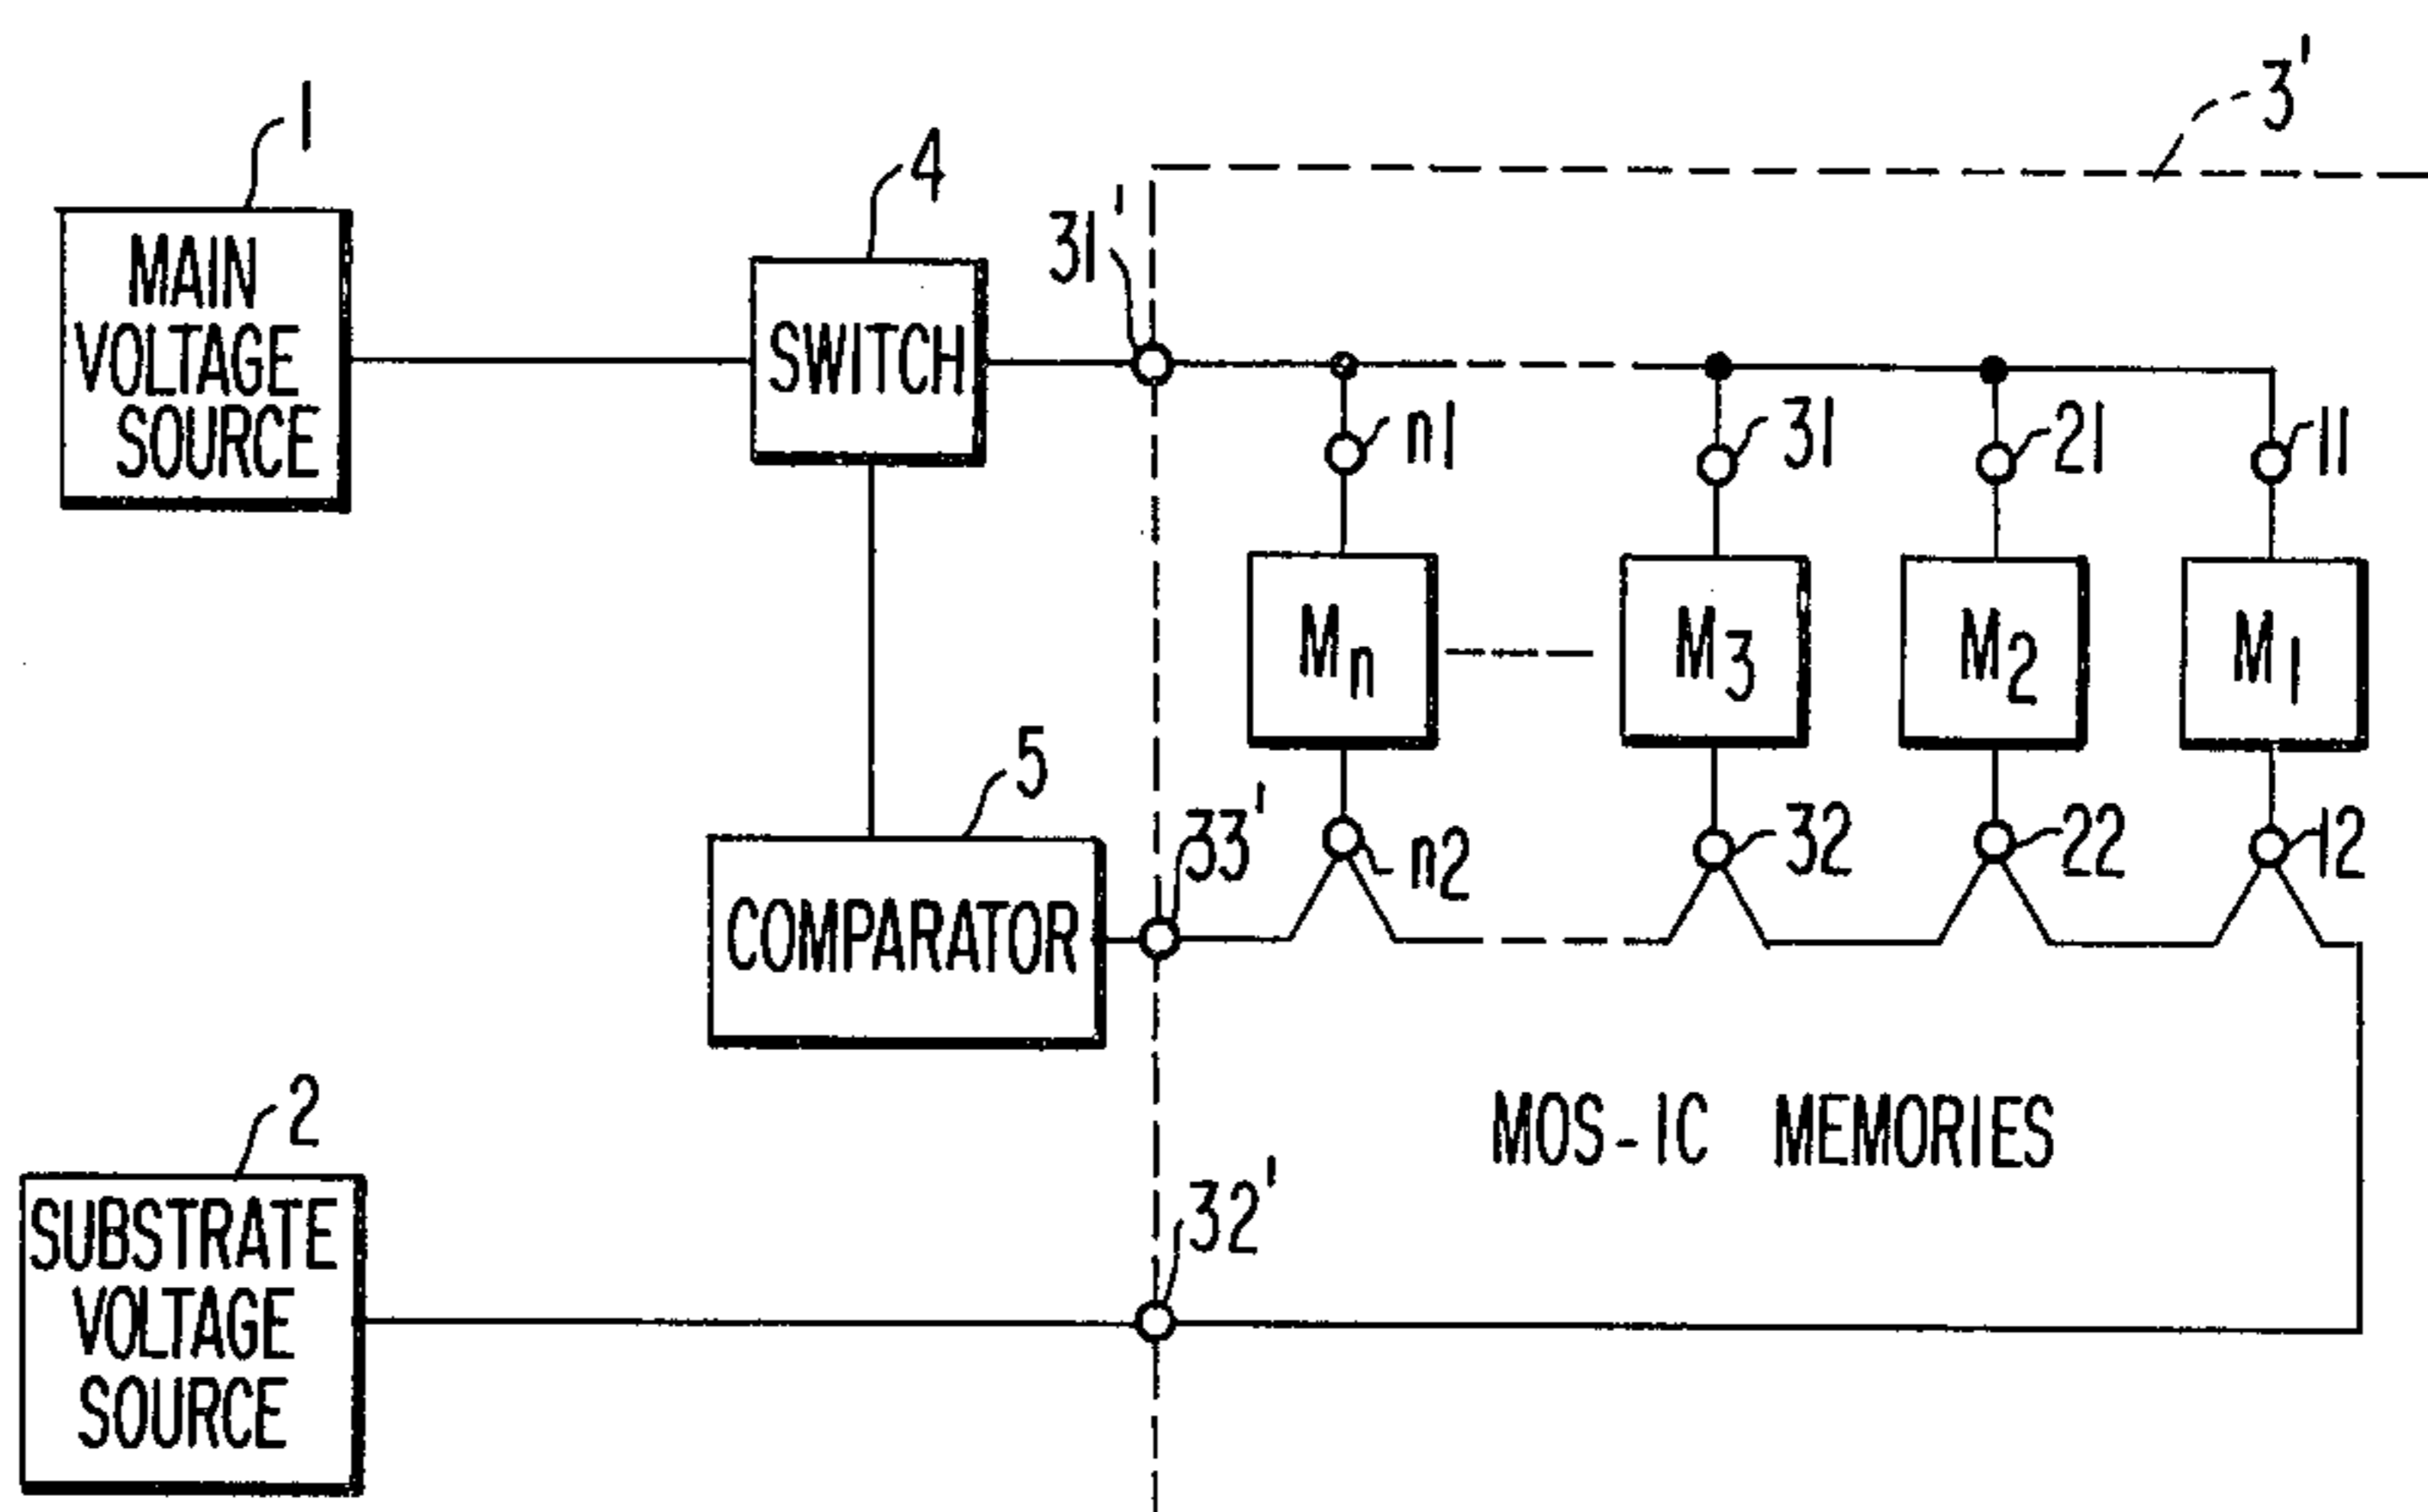 1
MAIN
VOLTAGE
SOURCE
4
SWITCH
31'
3'
n1
31
21
11
Mn
M3
M2
M1
5
COMPARATOR
33'
n2
32
22
12
MOS-IC MEMORIES
2
SUBSTRATE
VOLTAGE
SOURCE
32'